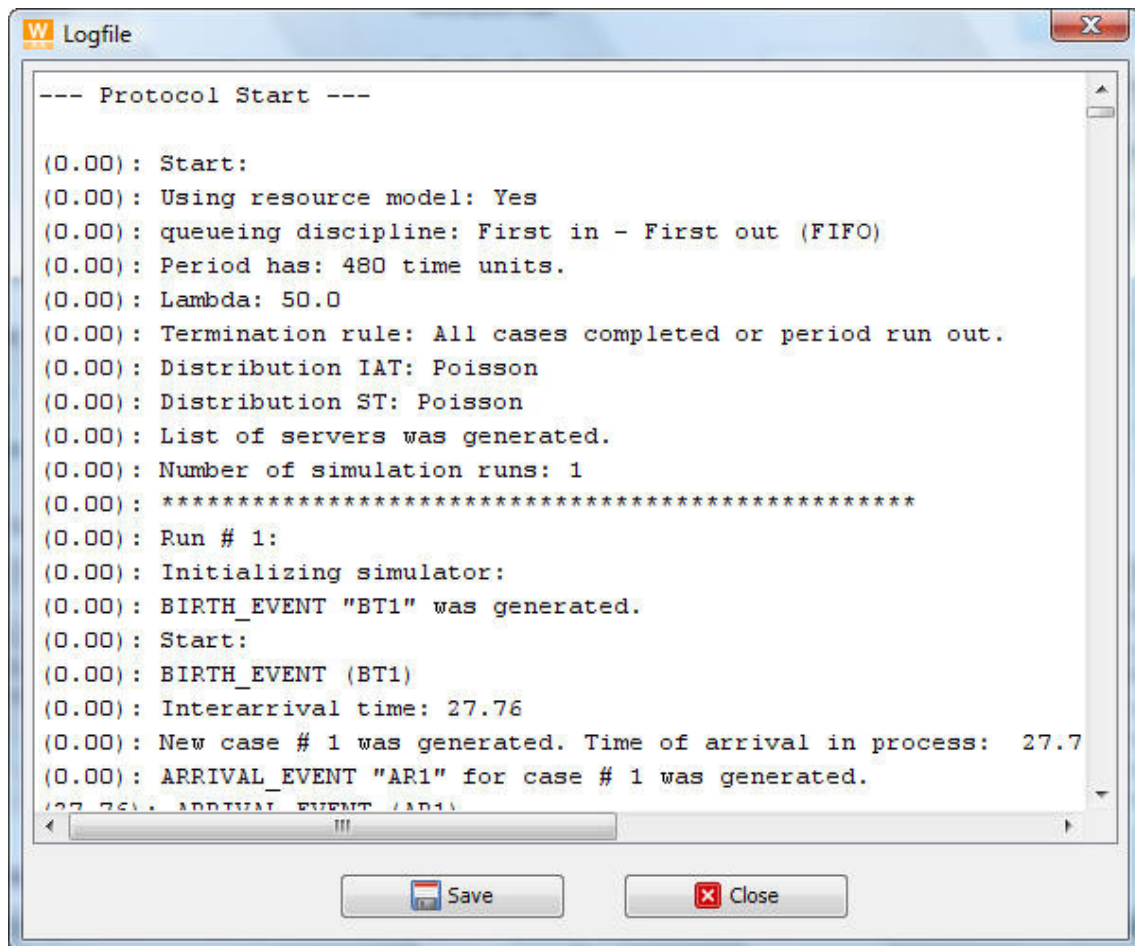 Logfile
--- Protocol Start ---
(0.00): Start:
(0.00): Using resource model: Yes
(0.00): queueing discipline: First in - First out (FIFO)
(0.00): Period has: 480 time units.
(0.00): Lambda: 50.0
(0.00): Termination rule: All cases completed or period run out.
(0.00): Distribution IAT: Poisson
(0.00): Distribution ST: Poisson
(0.00): List of servers was generated.
(0.00): Number of simulation runs: 1
(0.00): **************************************************
(0.00): Run # 1:
(0.00): Initializing simulator:
(0.00): BIRTH_EVENT "BT1" was generated.
(0.00): Start:
(0.00): BIRTH_EVENT (BT1)
(0.00): Interarrival time: 27.76
(0.00): New case # 1 was generated. Time of arrival in process:  27.7
(0.00): ARRIVAL_EVENT "AR1" for case # 1 was generated.
(27.76): ARRIVAL_EVENT (AR1)
Save
Close